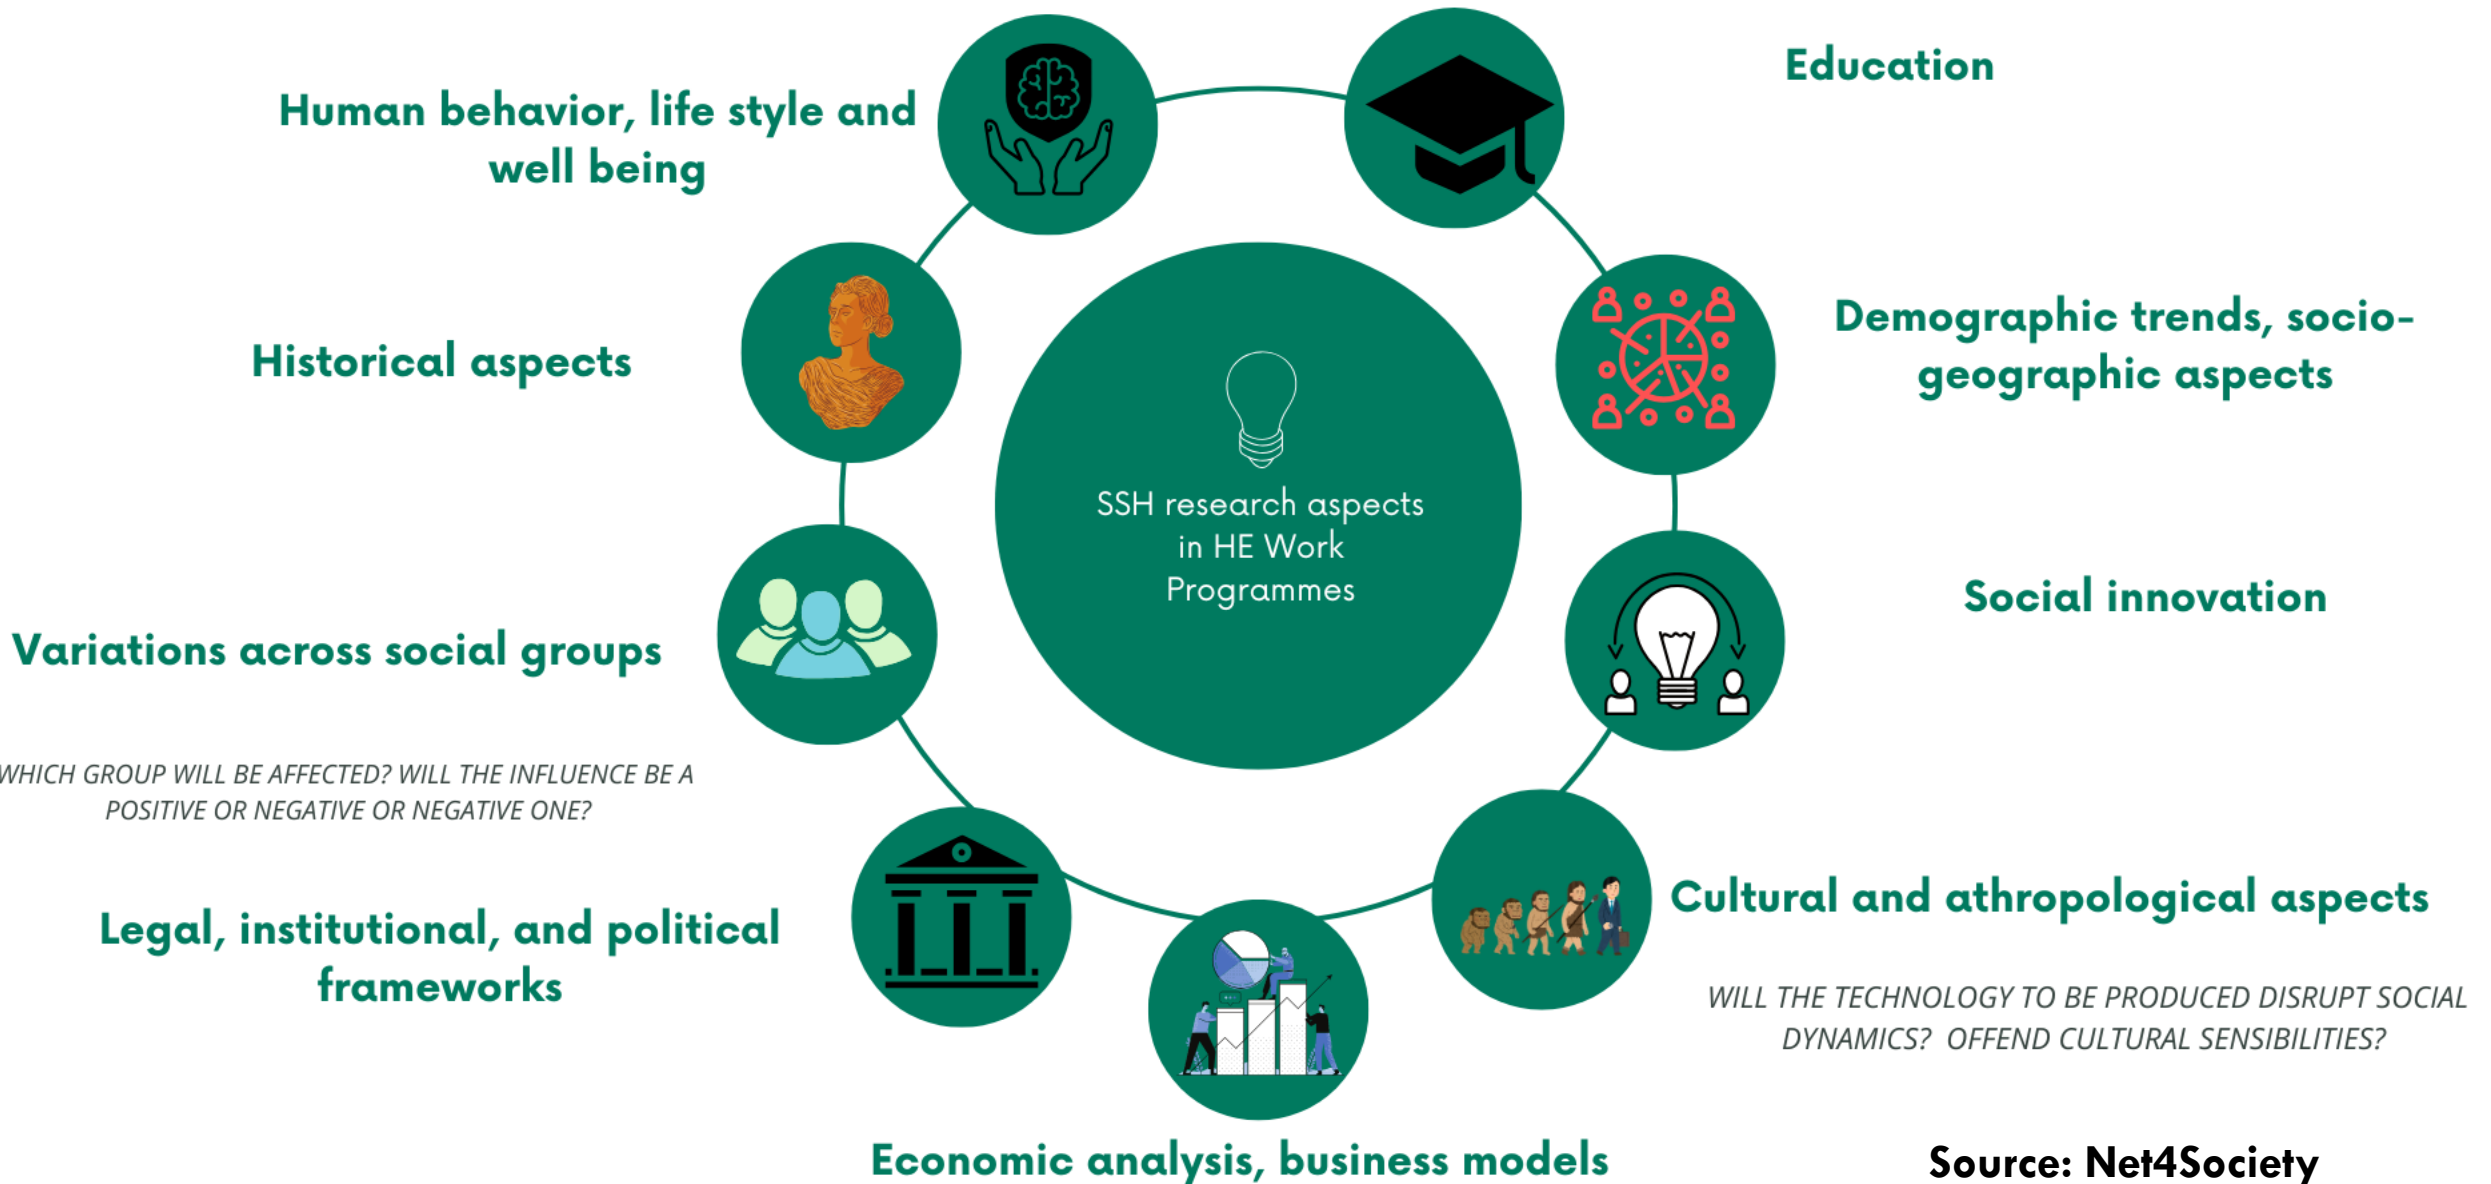 Human behavior, life style and
well being
Education
Historical aspects
Demographic trends, socio-
geographic aspects
SSH research aspects
in HE Work
Programmes
Variations across social groups
WHICH GROUP WILL BE AFFECTED? WILL THE INFLUENCE BE A
POSITIVE OR NEGATIVE OR NEGATIVE ONE?
Social innovation
Legal, institutional, and political
frameworks
Cultural and athropological aspects
WILL THE TECHNOLOGY TO BE PRODUCED DISRUPT SOCIAL
DYNAMICS? OFFEND CULTURAL SENSIBILITIES?
Economic analysis, business models
Source: Net4Society